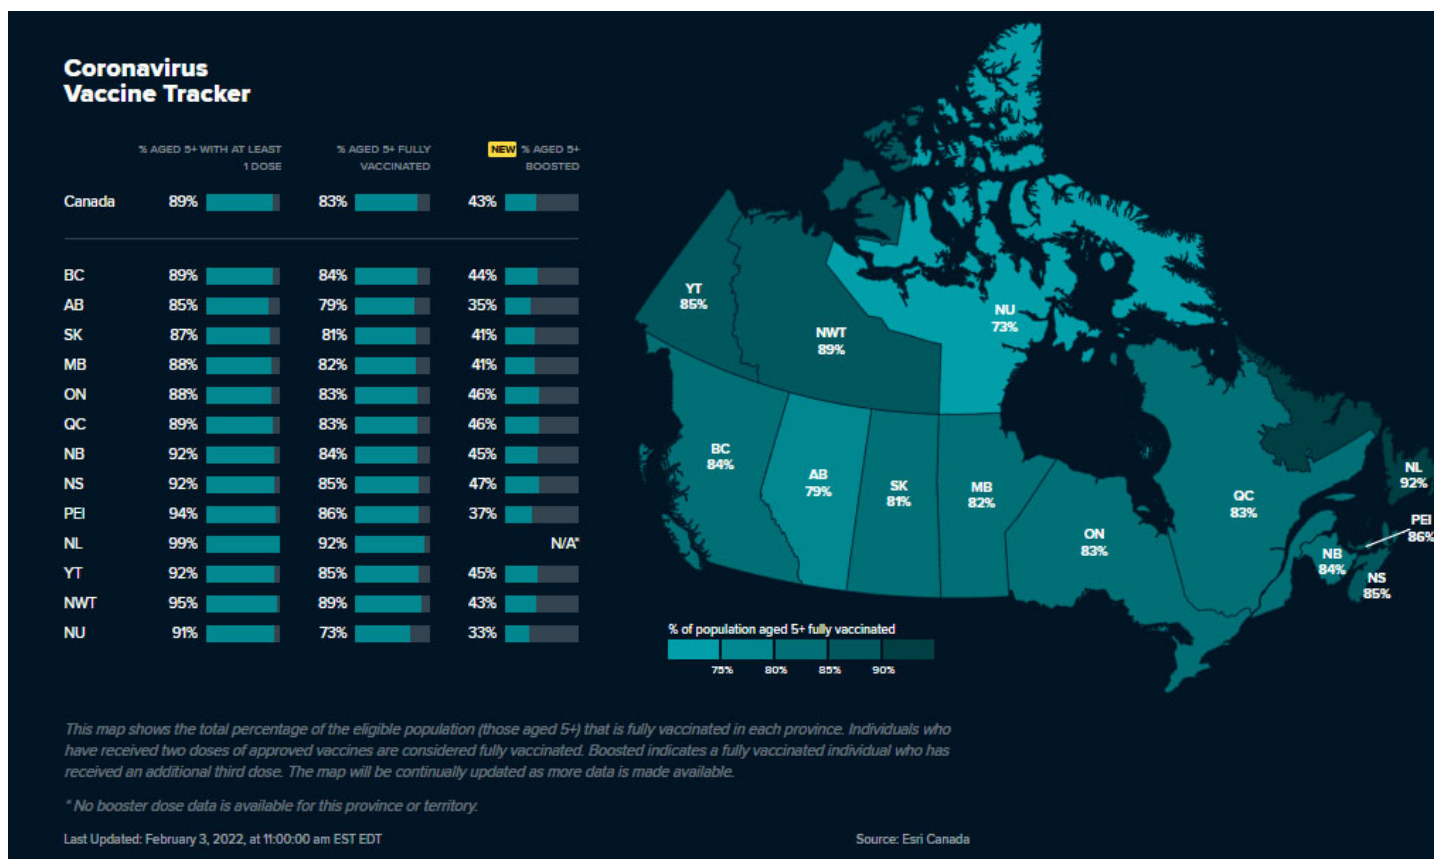 Coronavirus
Vaccine Tracker
% AGED 5+ WITH AT LEAST
1 DOSE
% AGED 5+ FULLY
VACCINATED
NEW % AGED 5+
BOOSTED
Canada 89% 83% 43%
BC 89% 84% 44%
AB 85% 79% 35%
SK 87% 81% 41%
MB 88% 82% 41%
ON 88% 83% 46%
QC 89% 83% 46%
NB 92% 84% 45%
NS 92% 85% 47%
PEI 94% 86% 37%
NL 99% 92% N/A*
YT 92% 85% 45%
NWT 95% 89% 43%
NU 91% 73% 33%
YT
85%
NWT
89%
NU
73%
BC
84%
AB
79%
SK
81%
MB
82%
ON
83%
QC
83%
NL
92%
PEI
86%
NB
84%
NS
85%
% of population aged 5+ fully vaccinated
75% 80% 85% 90%
This map shows the total percentage of the eligible population (those aged 5+) that is fully vaccinated in each province. Individuals who
have received two doses of approved vaccines are considered fully vaccinated. Boosted indicates a fully vaccinated individual who has
received an additional third dose. The map will be continually updated as more data is made available.
* No booster dose data is available for this province or territory.
Last Updated: February 3, 2022, at 11:00:00 am EST EDT
Source: Esri Canada